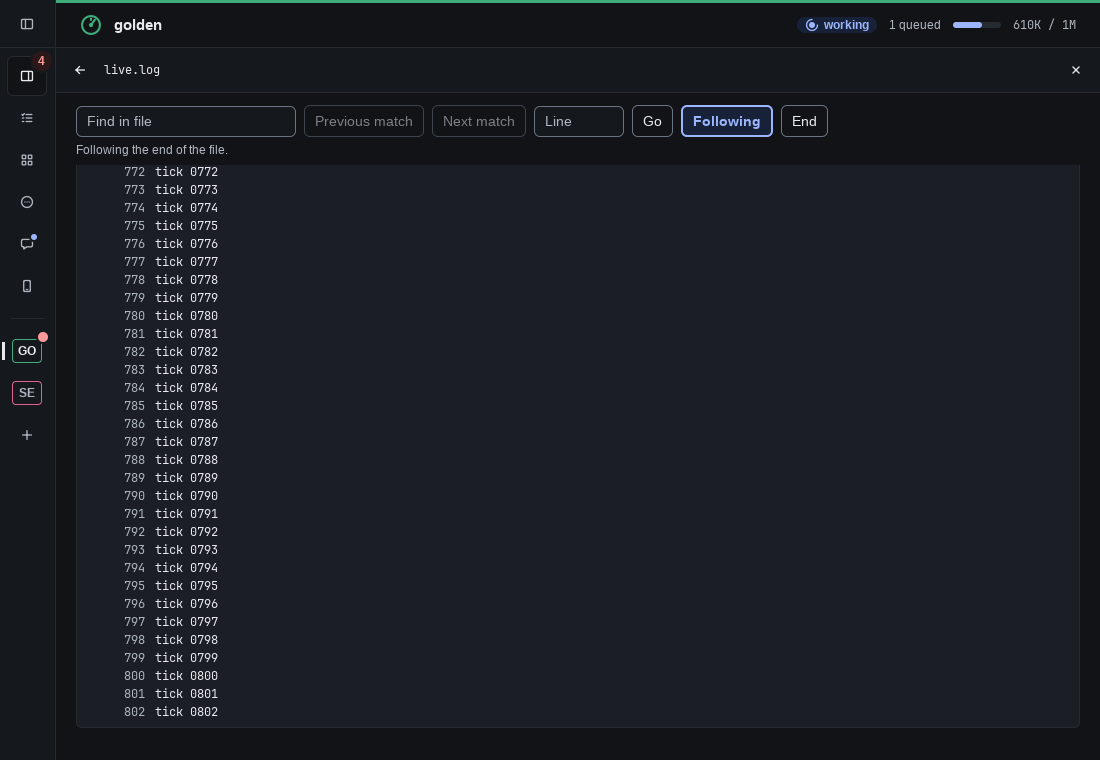 golden
working
1 queued
610K / 1M
4
live.log
Find in file
Previous match
Next match
Line
Go
Following
End
Following the end of the file.
772 tick 0772
773 tick 0773
774 tick 0774
775 tick 0775
776 tick 0776
777 tick 0777
778 tick 0778
779 tick 0779
780 tick 0780
781 tick 0781
782 tick 0782
783 tick 0783
784 tick 0784
785 tick 0785
786 tick 0786
787 tick 0787
788 tick 0788
789 tick 0789
790 tick 0790
791 tick 0791
792 tick 0792
793 tick 0793
794 tick 0794
795 tick 0795
796 tick 0796
797 tick 0797
798 tick 0798
799 tick 0799
800 tick 0800
801 tick 0801
802 tick 0802
GO
SE